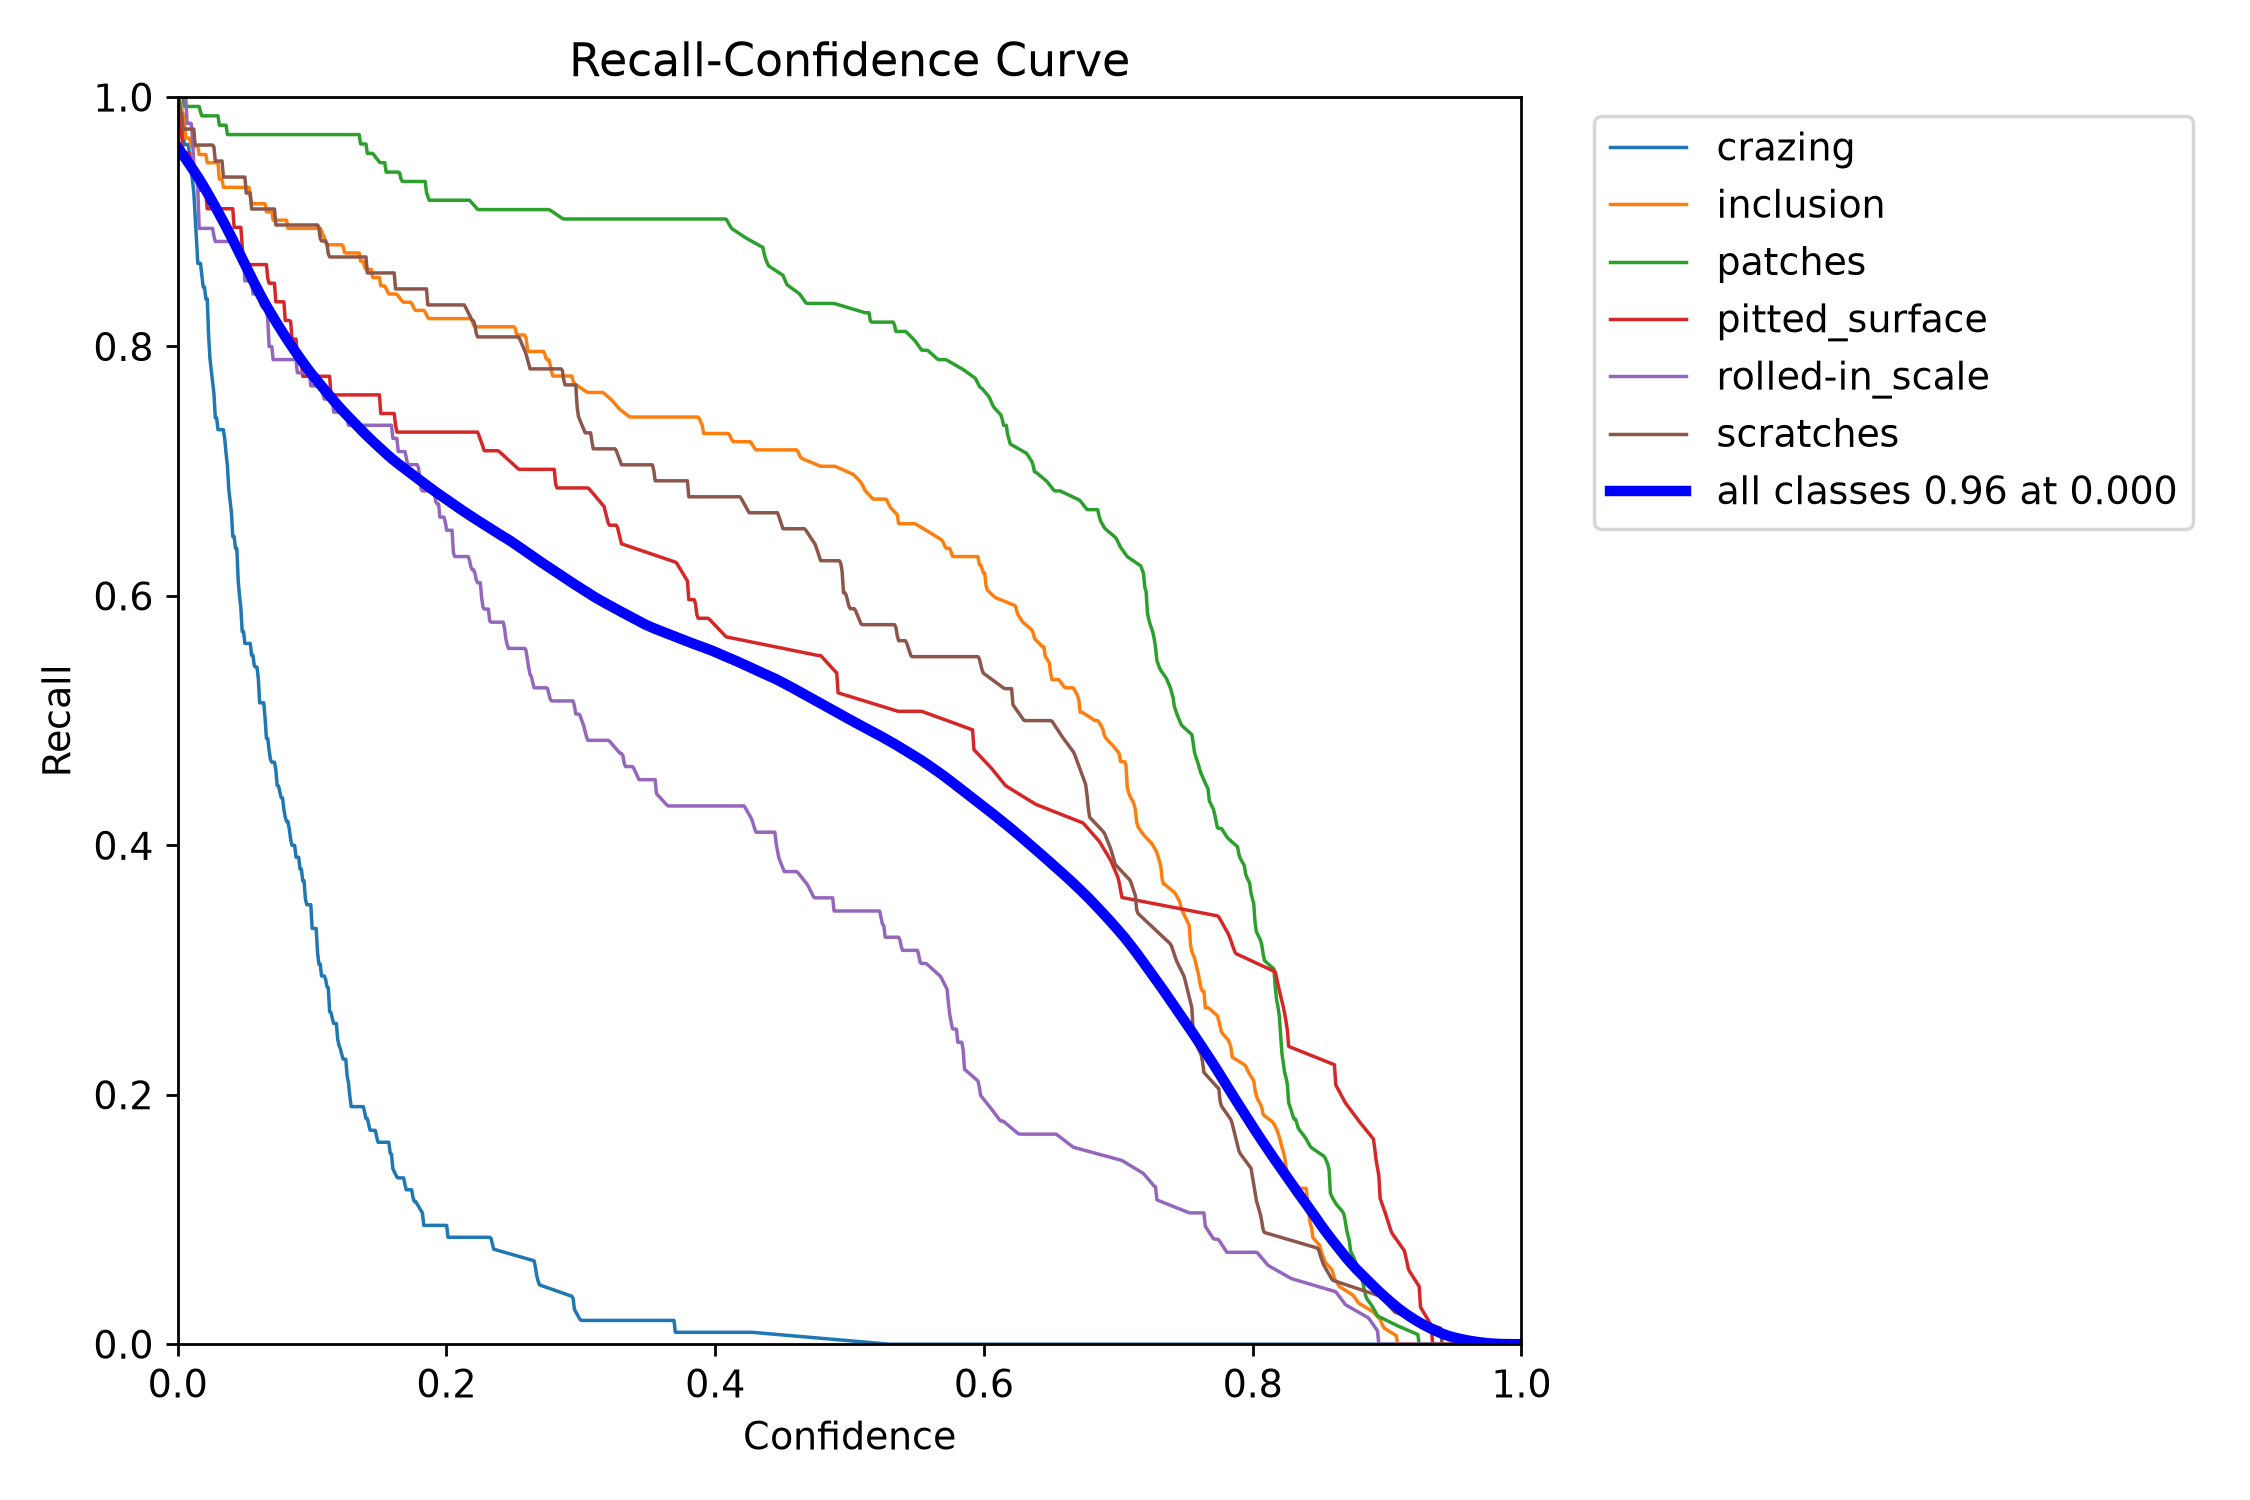 Recall-Confidence Curve
1.0
0.8
0.6
0.4
0.2
0.0
Recall
0.0 0.2 0.4 0.6 0.8 1.0
Confidence
crazing
inclusion
patches
pitted_surface
rolled-in_scale
scratches
all classes 0.96 at 0.000